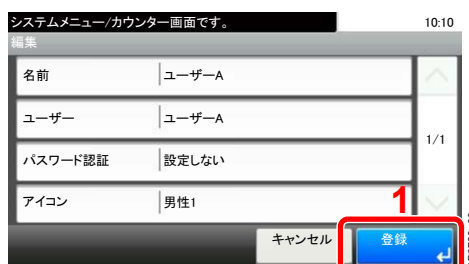 システムメニュー/カウンター画面です。 10:10
編集
名前 ユーザーA
ユーザー ユーザーA
1/1
パスワード認証 設定しない
アイコン 男性1
1
キャンセル 登録